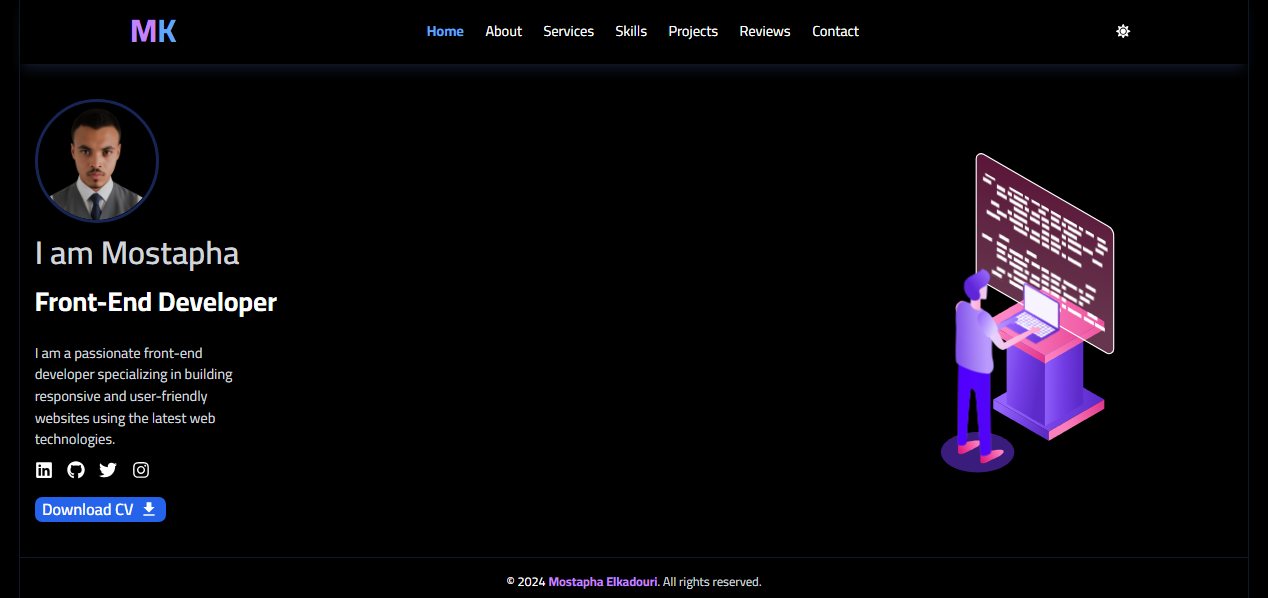 MK
Home About Services Skills Projects Reviews Contact
I am Mostapha
Front-End Developer
I am a passionate front-end
developer specializing in building
responsive and user-friendly
websites using the latest web
technologies.
Download CV
© 2024 Mostapha Elkadouri. All rights reserved.